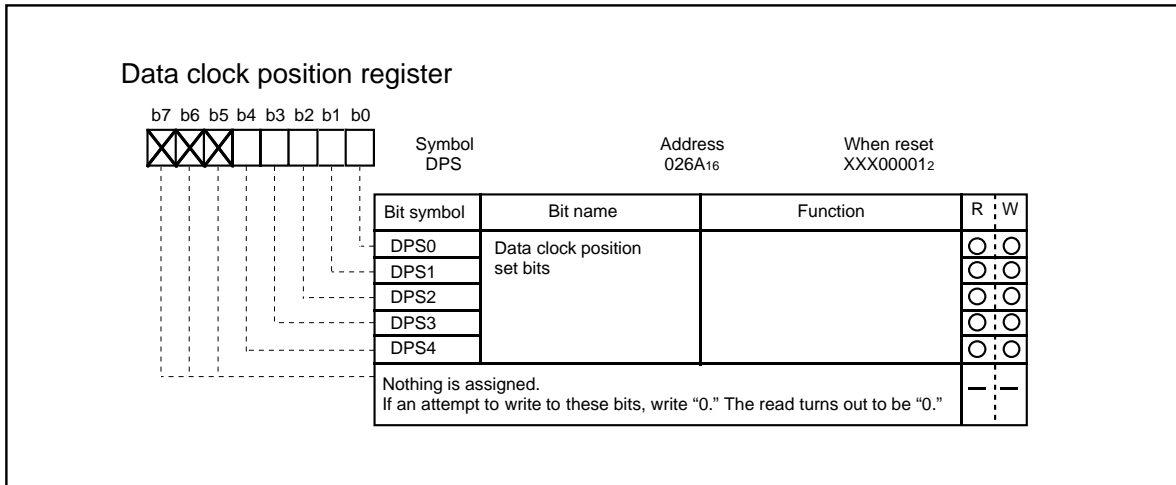 Data clock position register
b7 b6 b5 b4 b3 b2 b1 b0
Symbol Address When reset
DPS 026A16 XXX000012
Bit symbol Bit name Function R W
DPS0 Data clock position
DPS1 set bits
DPS2
DPS3
DPS4
Nothing is assigned.
If an attempt to write to these bits, write “0.” The read turns out to be “0.”